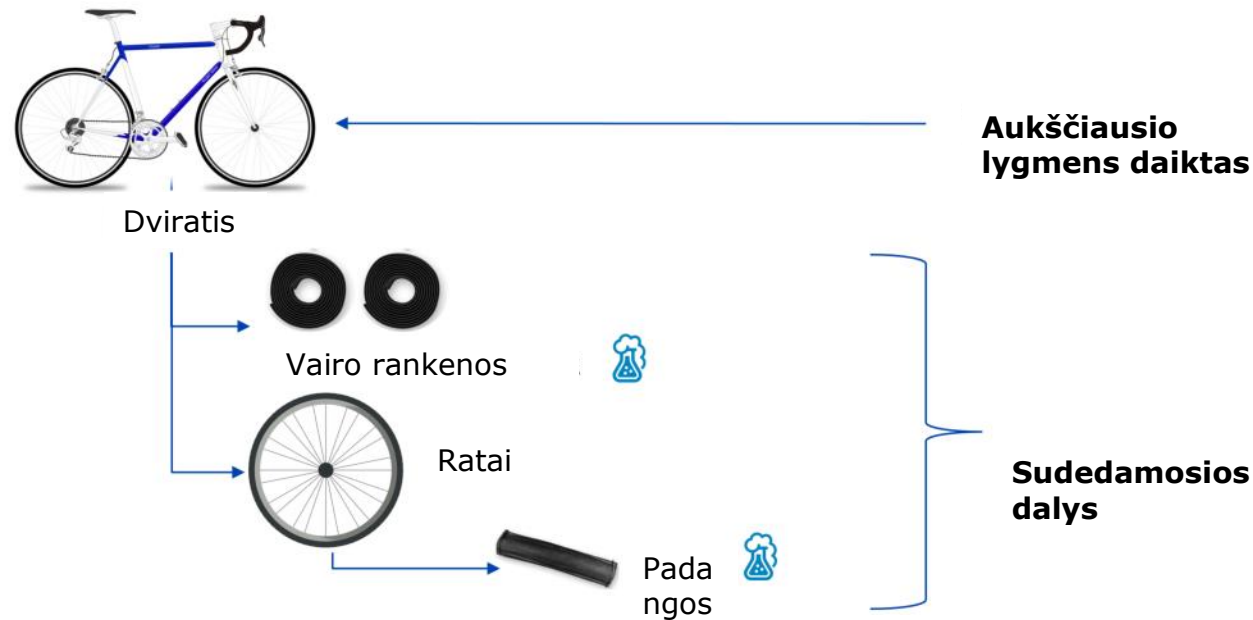 Aukščiausio
lygmens daiktas
Dviratis
Vairo rankenos
Ratai
Sudedamosios
dalys
Pada
ngos